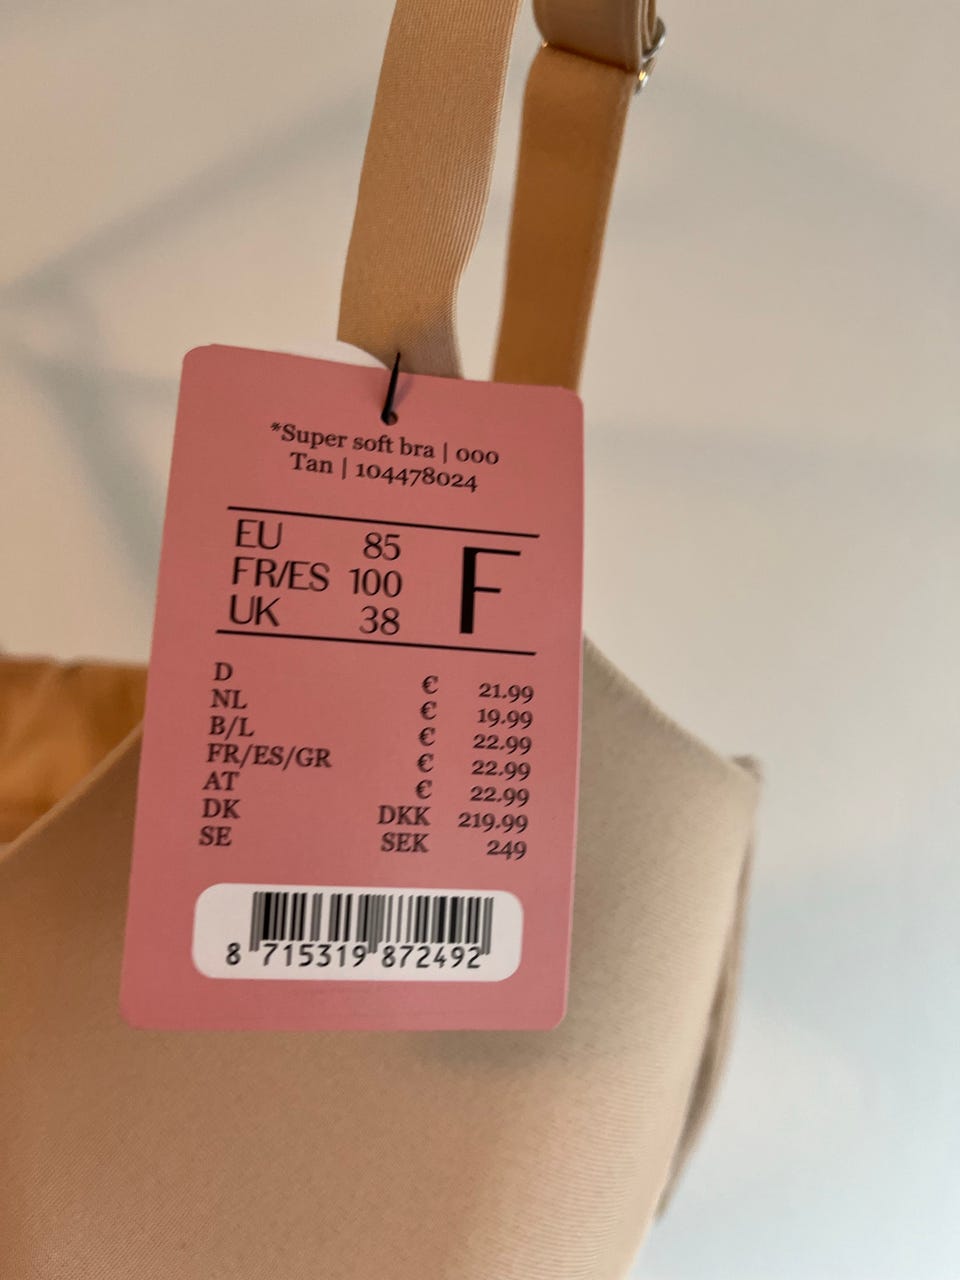 *Super soft bra | 000
Tan | 104478024
EU 85
FR/ES 100 F
UK 38
D € 21.99
NL € 19.99
B/L € 22.99
FR/ES/GR € 22.99
AT € 22.99
DK DKK 219.99
SE SEK 249
8 715319 872492